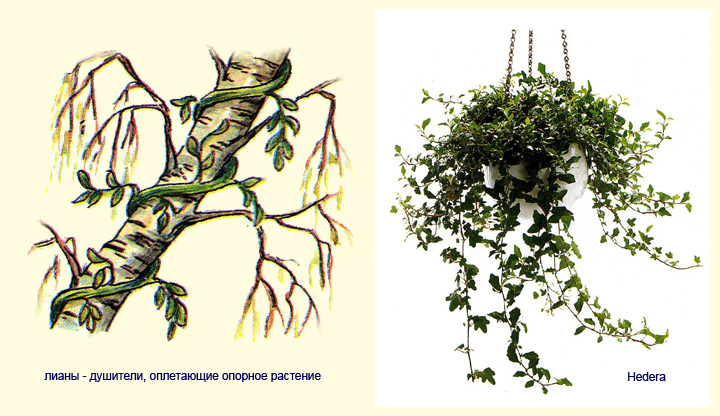 лианы - душители, оплетающие опорное растение
Hedera